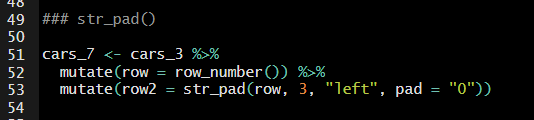 48
49 ### str_pad()
50
51 cars_7 <- cars_3 %>%
52 mutate(row = row_number()) %>%
53 mutate(row2 = str_pad(row, 3, "left", pad = "0"))
54